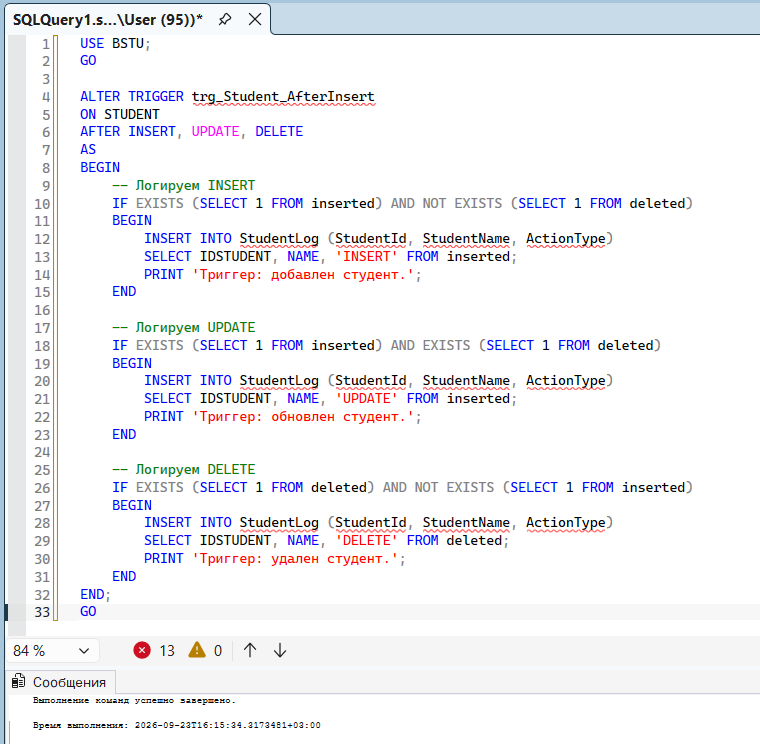 SQLQuery1.s...\User (95))*
1 USE BSTU;
2 GO
3
4 ALTER TRIGGER trg_Student_AfterInsert
5 ON STUDENT
6 AFTER INSERT, UPDATE, DELETE
7 AS
8 BEGIN
9 -- Логируем INSERT
10 IF EXISTS (SELECT 1 FROM inserted) AND NOT EXISTS (SELECT 1 FROM deleted)
11 BEGIN
12 INSERT INTO StudentLog (StudentId, StudentName, ActionType)
13 SELECT IDSTUDENT, NAME, 'INSERT' FROM inserted;
14 PRINT 'Триггер: добавлен студент.';
15 END
16
17 -- Логируем UPDATE
18 IF EXISTS (SELECT 1 FROM inserted) AND EXISTS (SELECT 1 FROM deleted)
19 BEGIN
20 INSERT INTO StudentLog (StudentId, StudentName, ActionType)
21 SELECT IDSTUDENT, NAME, 'UPDATE' FROM inserted;
22 PRINT 'Триггер: обновлен студент.';
23 END
24
25 -- Логируем DELETE
26 IF EXISTS (SELECT 1 FROM deleted) AND NOT EXISTS (SELECT 1 FROM inserted)
27 BEGIN
28 INSERT INTO StudentLog (StudentId, StudentName, ActionType)
29 SELECT IDSTUDENT, NAME, 'DELETE' FROM deleted;
30 PRINT 'Триггер: удален студент.';
31 END
32 END;
33 GO
84 % 13 0
Сообщения
Выполнение команд успешно завершено.
Время выполнения: 2026-09-23T16:15:34.3173481+03:00